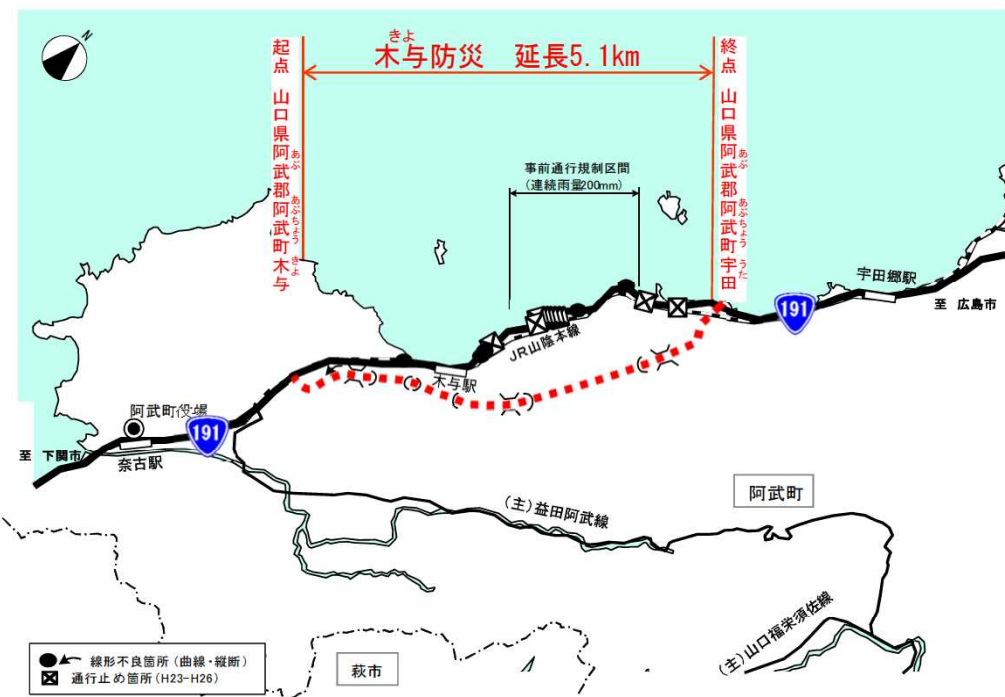 N
きよ
木与防災 延長5.1km
起点 山口県阿武郡阿武町木与
あぶ あぶちょう きよ
終点 山口県阿武郡阿武町宇田
あぶ あぶちょう うた
事前通行規制区間
(連続雨量200mm)
宇田郷駅
至 広島市
191
JR山陰本線
木与駅
阿武町役場
191
至 下関市
奈古駅
阿武町
(主)益田阿武線
(主)山口福栄須佐線
萩市
線形不良箇所(曲線・縦断)
通行止め箇所(H23-H26)